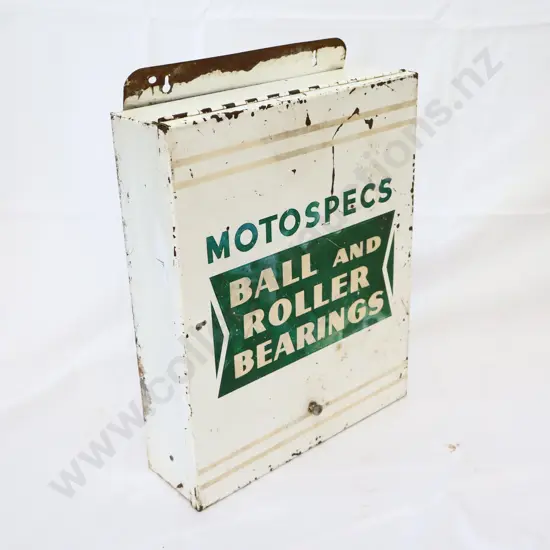 MOTOSPECS
BALL AND
ROLLER
BEARINGS